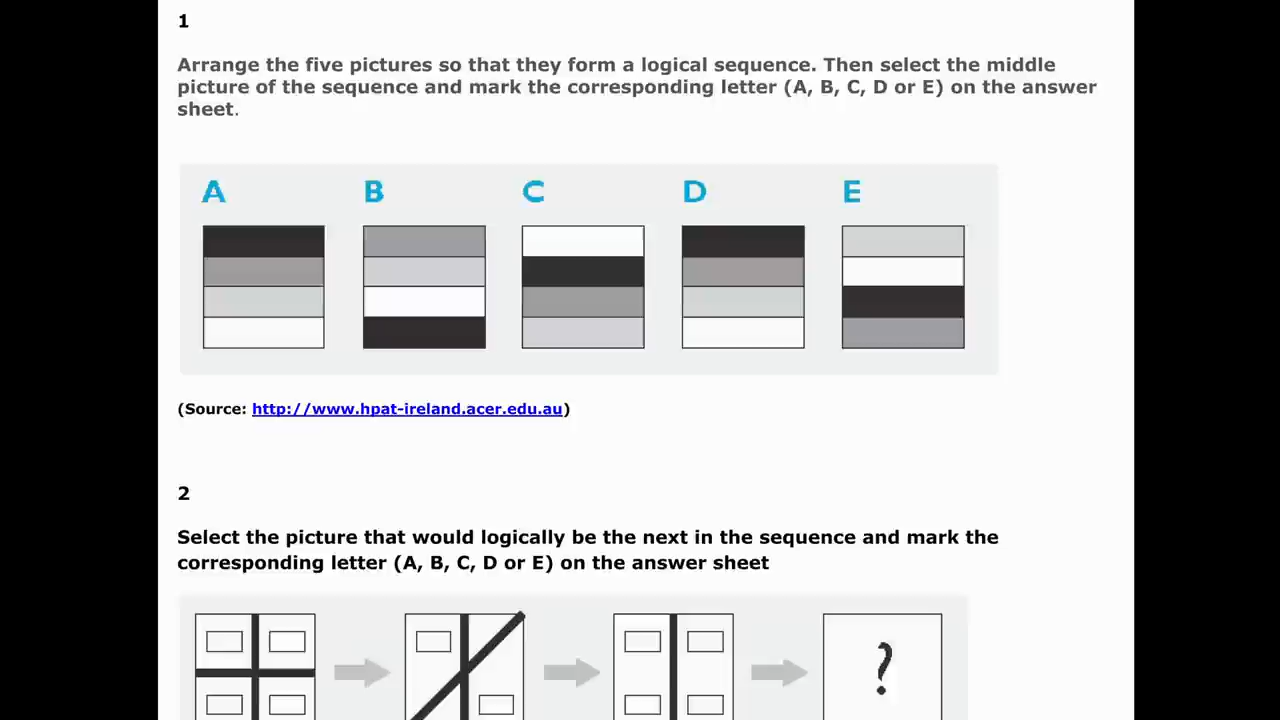 1
Arrange the five pictures so that they form a logical sequence. Then select the middle
picture of the sequence and mark the corresponding letter (A, B, C, D or E) on the answer
sheet.
A B C D E
(Source: http://www.hpat-ireland.acer.edu.au)
2
Select the picture that would logically be the next in the sequence and mark the
corresponding letter (A, B, C, D or E) on the answer sheet
?